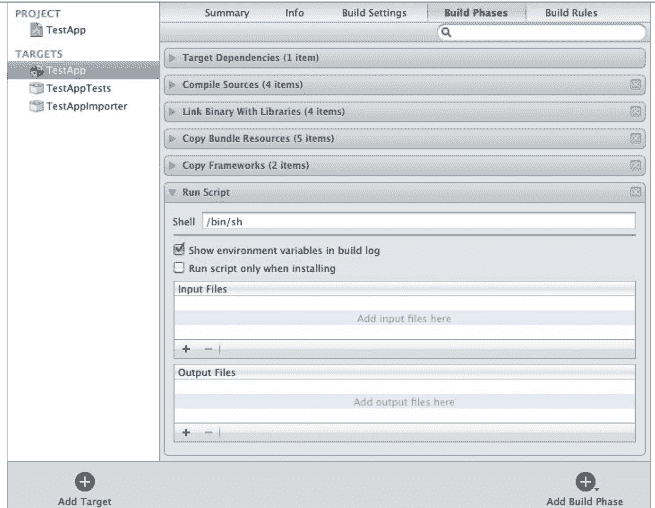 PROJECT
TestApp
TARGETS
TestApp
TestAppTests
TestAppImporter
Summary Info Build Settings Build Phases Build Rules
Target Dependencies (1 item)
Compile Sources (4 items)
Link Binary With Libraries (4 items)
Copy Bundle Resources (5 items)
Copy Frameworks (2 items)
Run Script
Shell /bin/sh
Show environment variables in build log
Run script only when installing
Input Files
Add input files here
Output Files
Add output files here
Add Target
Add Build Phase